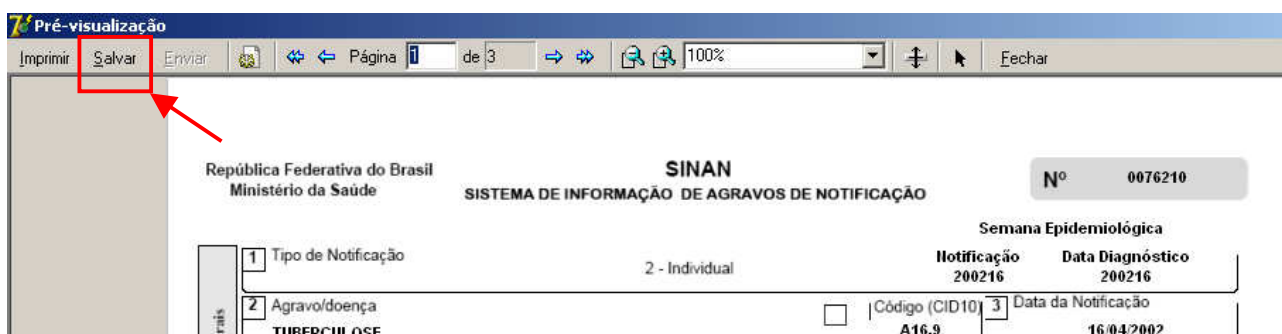 Pré-visualização
Imprimir Salvar Enviar Página 1 de 3 100% Fechar
República Federativa do Brasil SINAN Nº 0076210
Ministério da Saúde SISTEMA DE INFORMAÇÃO DE AGRAVOS DE NOTIFICAÇÃO
Semana Epidemiológica
1 Tipo de Notificação 2 - Individual Notificação Data Diagnóstico
200216 200216
2 Agravo/doença Código (CID10) 3 Data da Notificação
TUBERCULOSE A16.9 16/04/2002